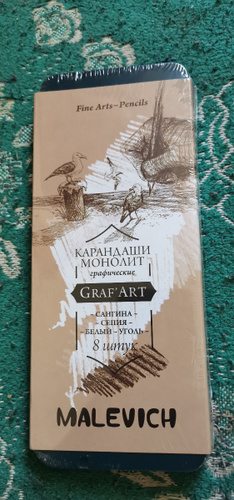 Fine Arts–Pencils
КАРАНДАШИ
МОНОЛИТ
графические
GRAF'ART
– САНГИНА –
– СЕПИЯ –
– БЕЛЫЙ – УГОЛЬ –
8 штук
MALEVICH